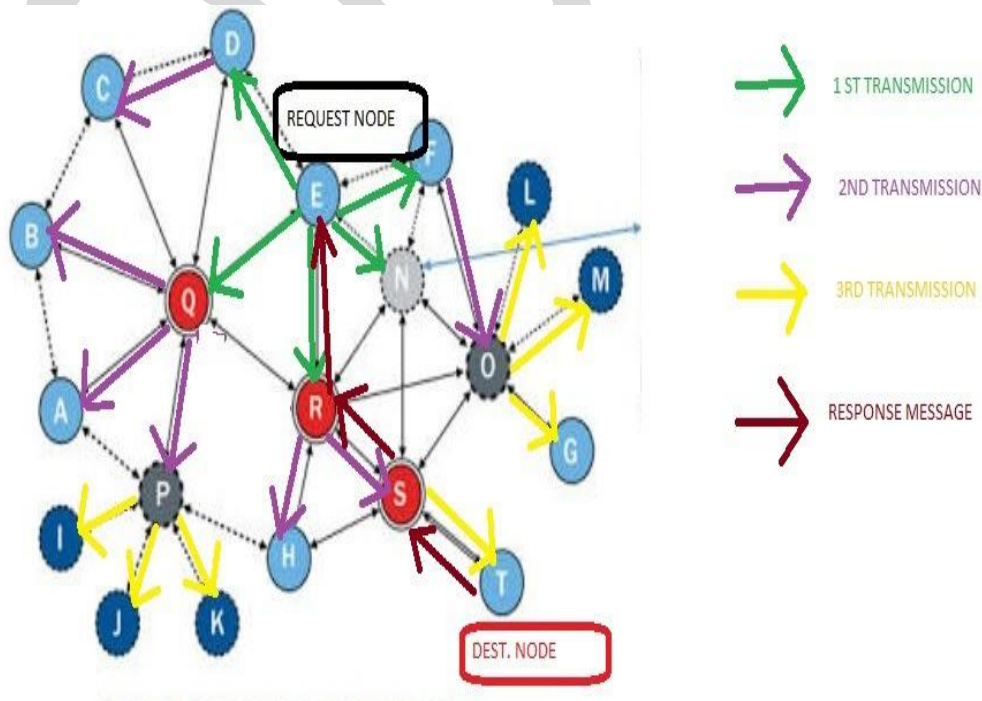 D
C
REQUEST NODE
1 ST TRANSMISSION
F
E
L
2ND TRANSMISSION
B
N
M
Q
3RD TRANSMISSION
O
A
R
RESPONSE MESSAGE
G
P
S
I
H
T
J
K
DEST. NODE